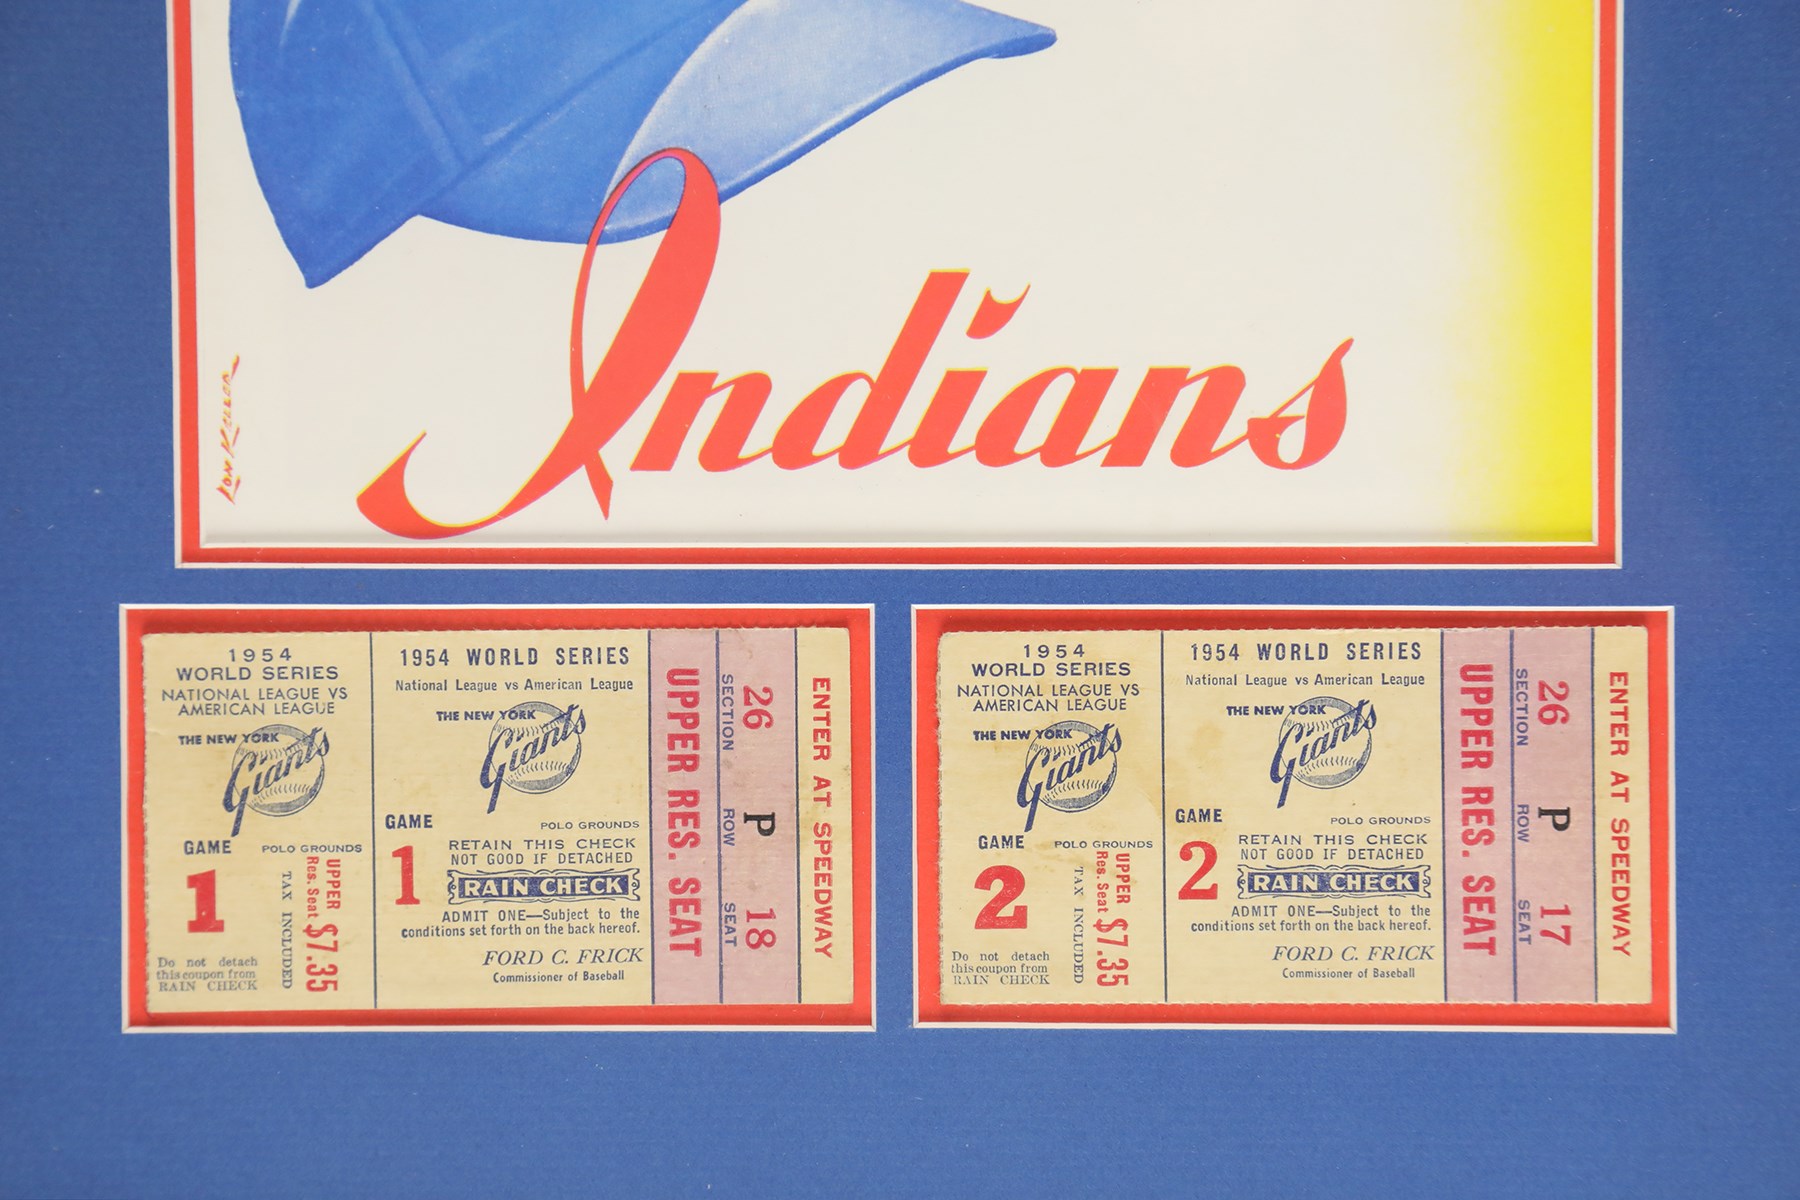 Indians
LON KELLER
1954
WORLD SERIES
NATIONAL LEAGUE VS
AMERICAN LEAGUE
THE NEW YORK
Giants
GAME
POLO GROUNDS
1
UPPER
Res. Seat $7.35
TAX INCLUDED
Do not detach
this coupon from
RAIN CHECK
1954 WORLD SERIES
National League vs American League
THE NEW YORK
Giants
GAME
POLO GROUNDS
1
RETAIN THIS CHECK
NOT GOOD IF DETACHED
RAIN CHECK
ADMIT ONE—Subject to the
conditions set forth on the back hereof.
FORD C. FRICK
Commissioner of Baseball
UPPER RES. SEAT
26 P 18
SECTION ROW SEAT
ENTER AT SPEEDWAY
1954
WORLD SERIES
NATIONAL LEAGUE VS
AMERICAN LEAGUE
THE NEW YORK
Giants
GAME
POLO GROUNDS
2
UPPER
Res. Seat $7.35
TAX INCLUDED
Do not detach
this coupon from
RAIN CHECK
1954 WORLD SERIES
National League vs American League
THE NEW YORK
Giants
GAME
POLO GROUNDS
2
RETAIN THIS CHECK
NOT GOOD IF DETACHED
RAIN CHECK
ADMIT ONE—Subject to the
conditions set forth on the back hereof.
FORD C. FRICK
Commissioner of Baseball
UPPER RES. SEAT
26 P 17
SECTION ROW SEAT
ENTER AT SPEEDWAY